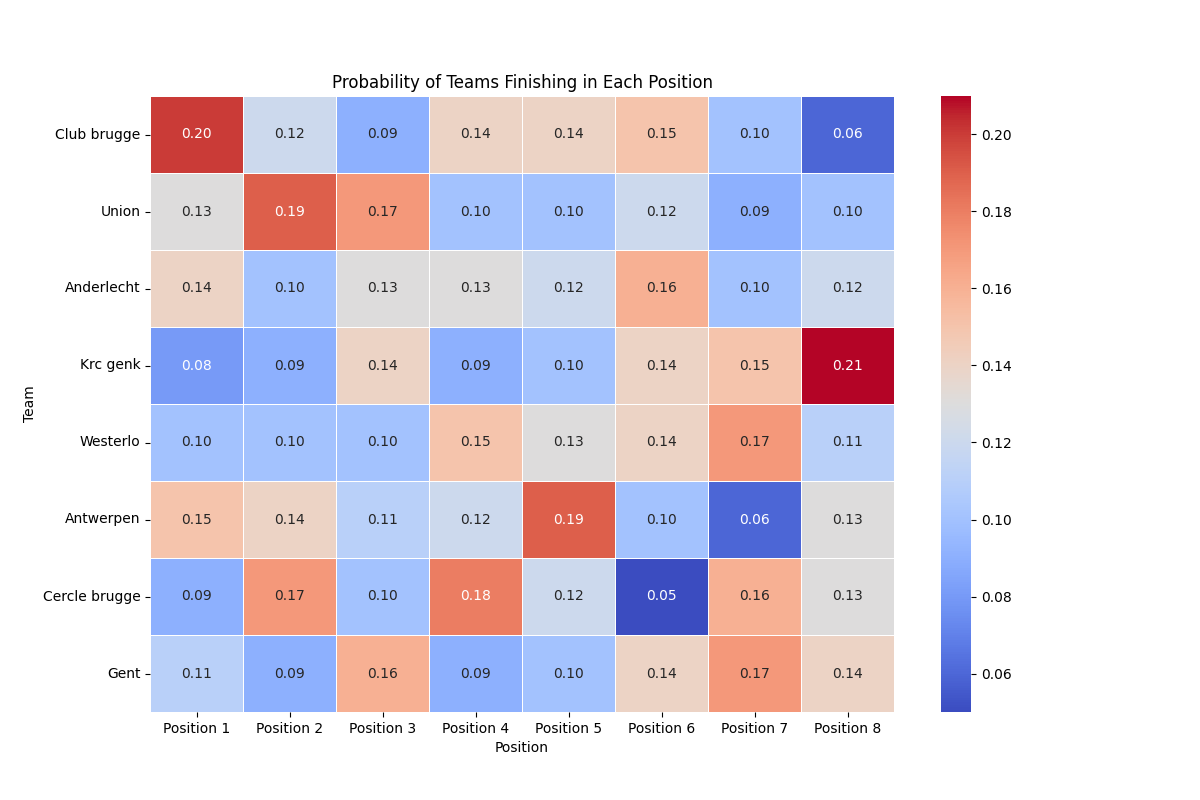 Probability of Teams Finishing in Each Position
Club brugge 0.20 0.12 0.09 0.14 0.14 0.15 0.10 0.06
Union 0.13 0.19 0.17 0.10 0.10 0.12 0.09 0.10
Anderlecht 0.14 0.10 0.13 0.13 0.12 0.16 0.10 0.12
Krc genk 0.08 0.09 0.14 0.09 0.10 0.14 0.15 0.21
Westerlo 0.10 0.10 0.10 0.15 0.13 0.14 0.17 0.11
Antwerpen 0.15 0.14 0.11 0.12 0.19 0.10 0.06 0.13
Cercle brugge 0.09 0.17 0.10 0.18 0.12 0.05 0.16 0.13
Gent 0.11 0.09 0.16 0.09 0.10 0.14 0.17 0.14
Team
Position 1 Position 2 Position 3 Position 4 Position 5 Position 6 Position 7 Position 8
Position
0.20
0.18
0.16
0.14
0.12
0.10
0.08
0.06